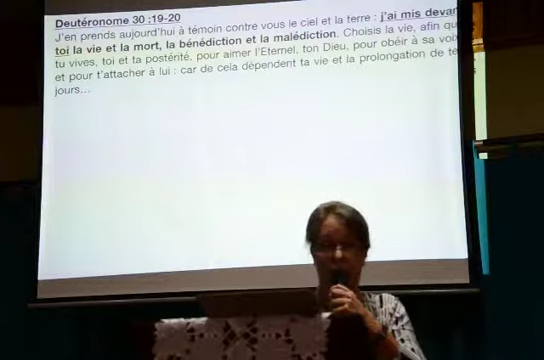 Deutéronome 30 :19-20
J'en prends aujourd'hui à témoin contre vous le ciel et la terre : j'ai mis devan
toi la vie et la mort, la bénédiction et la malédiction. Choisis la vie, afin qu
tu vives, toi et ta postérité, pour aimer l'Eternel, ton Dieu, pour obéir à sa voi
et pour t'attacher à lui : car de cela dépendent ta vie et la prolongation de te
jours...